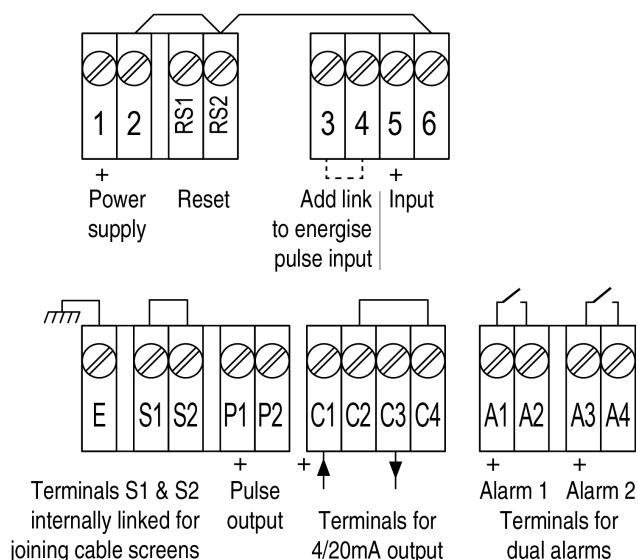 1 2 RS1 RS2 3 4 5 6
+ +
Power Reset Add link Input
supply to energise
pulse input
E S1 S2 P1 P2 C1 C2 C3 C4 A1 A2 A3 A4
+ + + +
Terminals S1 & S2 Pulse Alarm 1 Alarm 2
internally linked for output Terminals for Terminals for
joining cable screens 4/20mA output dual alarms